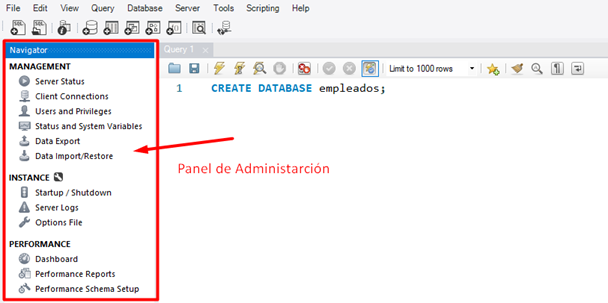 File Edit View Query Database Server Tools Scripting Help
Navigator
Query 1
MANAGEMENT
Server Status
Client Connections
Users and Privileges
Status and System Variables
Data Export
Data Import/Restore
INSTANCE
Startup / Shutdown
Server Logs
Options File
PERFORMANCE
Dashboard
Performance Reports
Performance Schema Setup
Limit to 1000 rows
1 CREATE DATABASE empleados;
Panel de Administarción